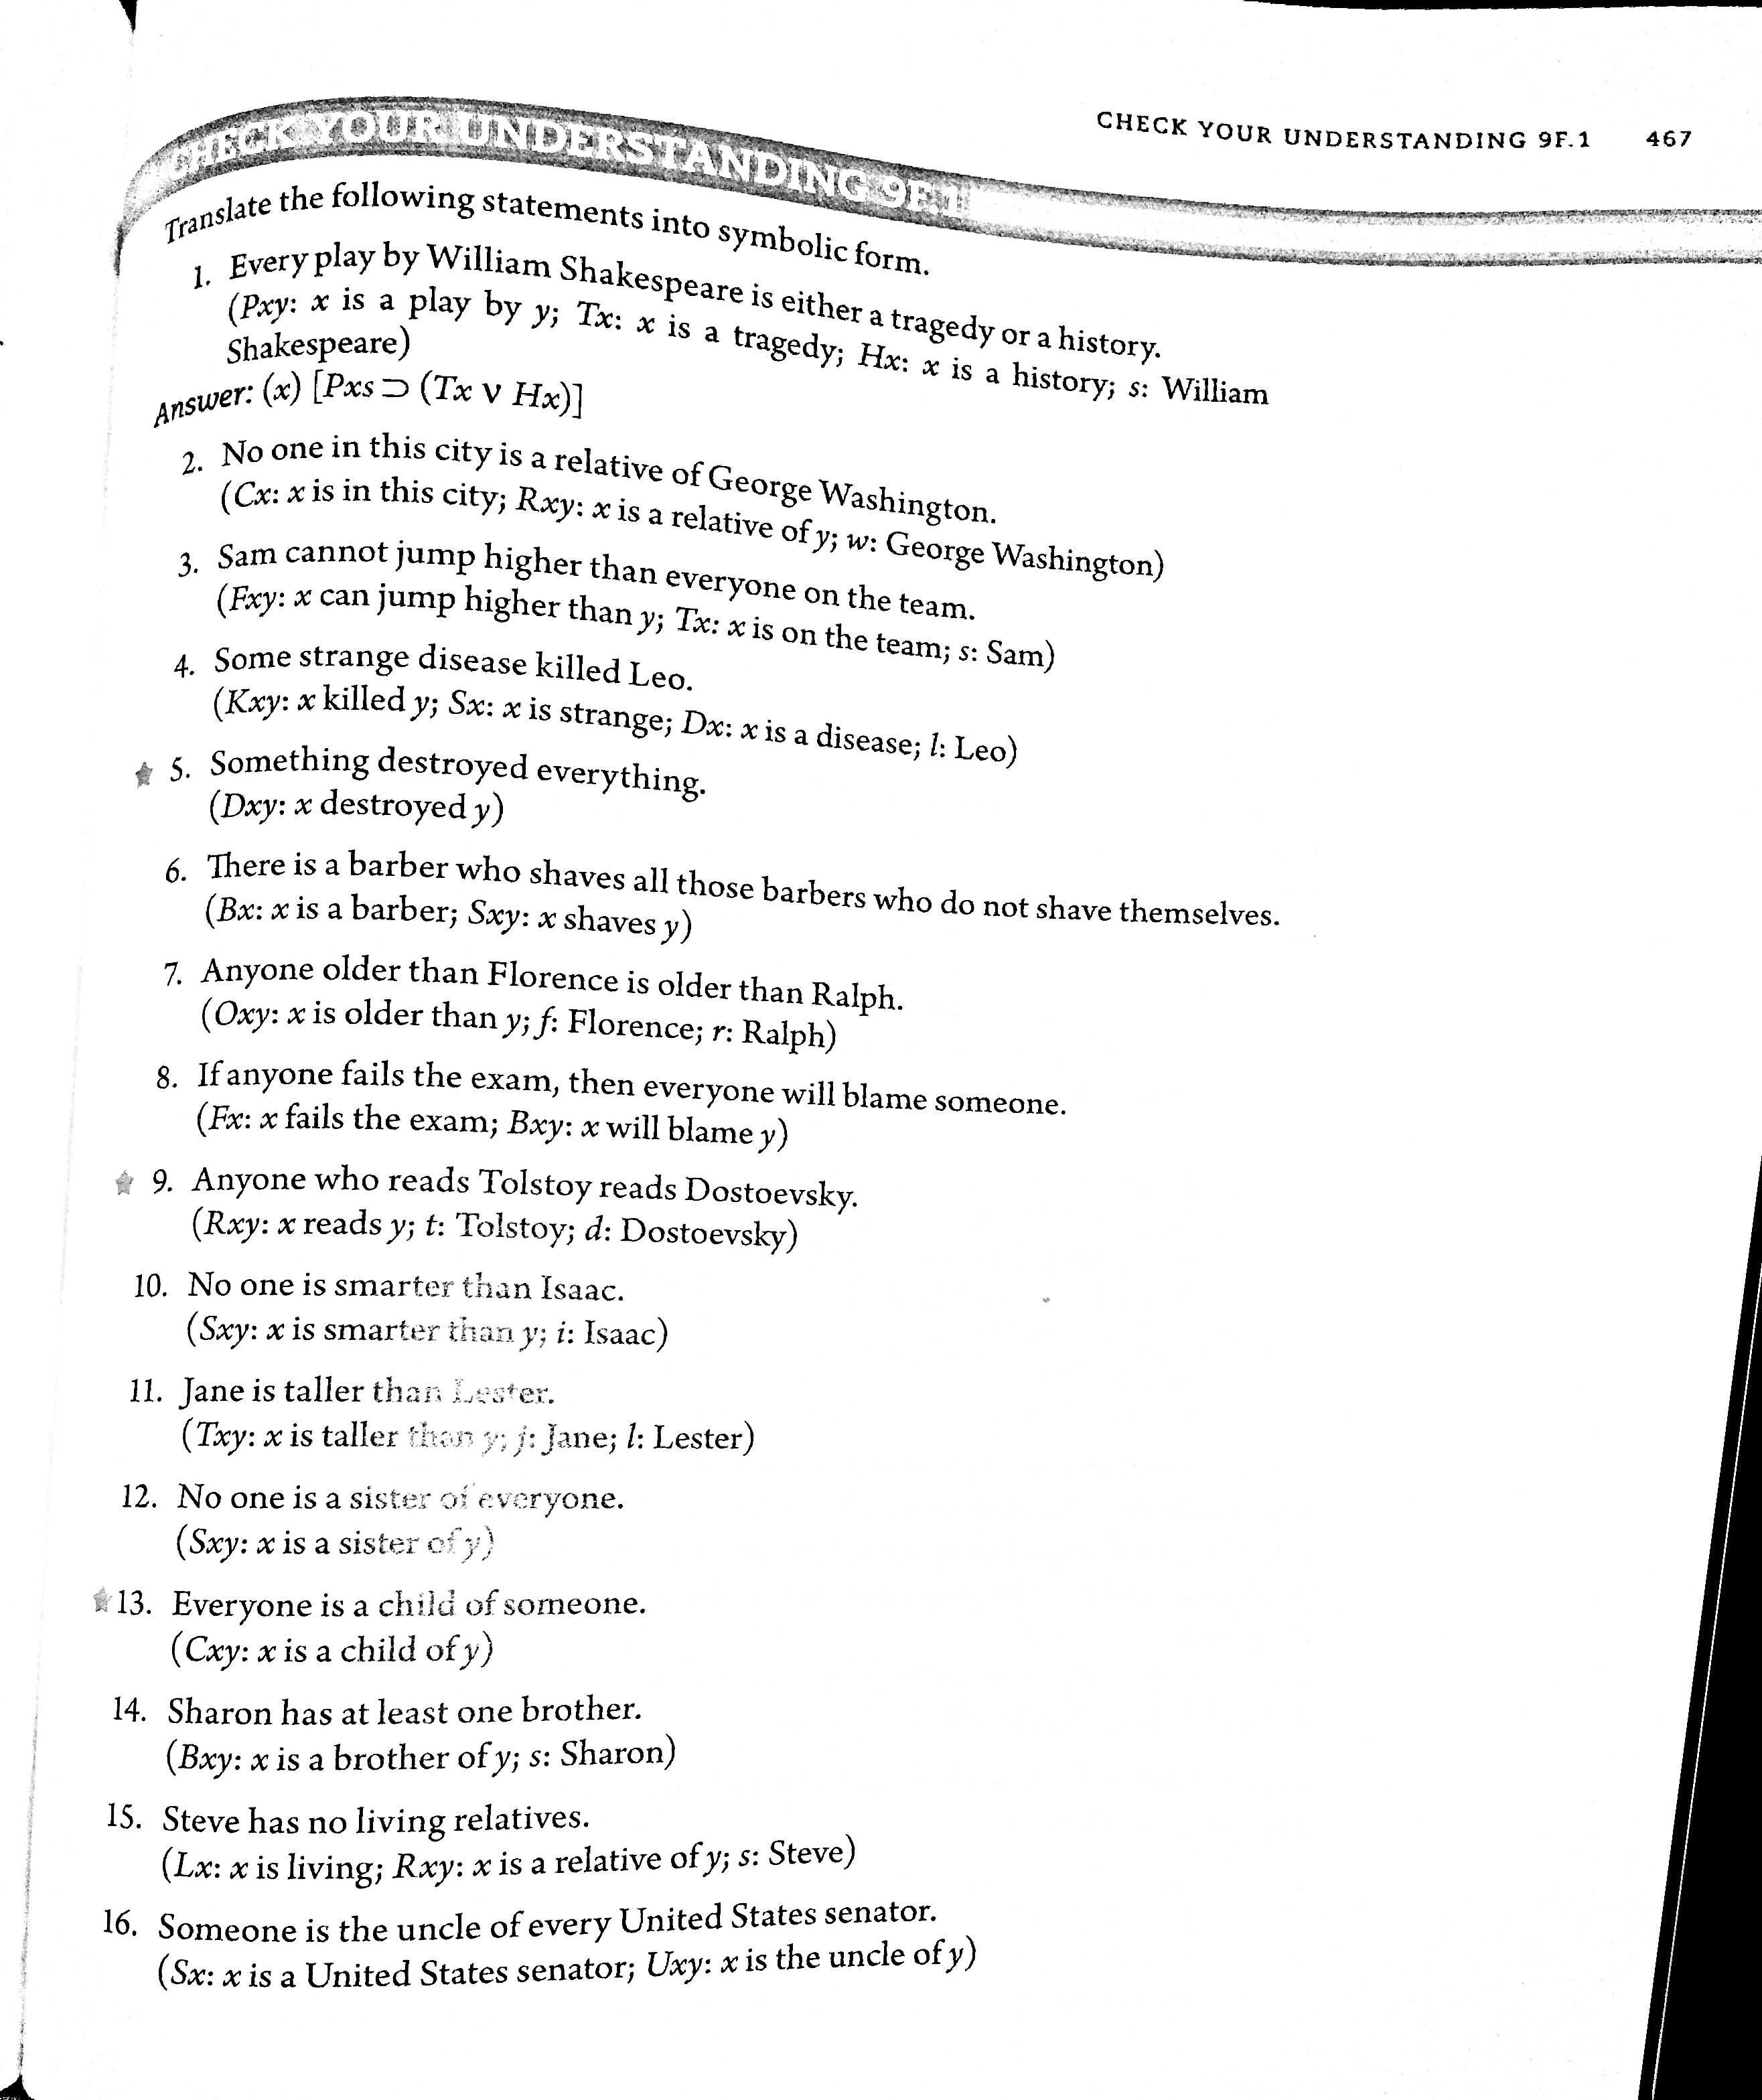 CHECK YOUR UNDERSTANDING 9F.1 467
CHECK YOUR UNDERSTANDING 9F.1
Translate the following statements into symbolic form.
1. Every play by William Shakespeare is either a tragedy or a history.
(Pxy: x is a play by y; Tx: x is a tragedy; Hx: x is a history; s: William
Shakespeare)
Answer: (x) [Pxs ⊃ (Tx ∨ Hx)]
2. No one in this city is a relative of George Washington.
(Cx: x is in this city; Rxy: x is a relative of y; w: George Washington)
3. Sam cannot jump higher than everyone on the team.
(Fxy: x can jump higher than y; Tx: x is on the team; s: Sam)
4. Some strange disease killed Leo.
(Kxy: x killed y; Sx: x is strange; Dx: x is a disease; l: Leo)
★ 5. Something destroyed everything.
(Dxy: x destroyed y)
6. There is a barber who shaves all those barbers who do not shave themselves.
(Bx: x is a barber; Sxy: x shaves y)
7. Anyone older than Florence is older than Ralph.
(Oxy: x is older than y; f: Florence; r: Ralph)
8. If anyone fails the exam, then everyone will blame someone.
(Fx: x fails the exam; Bxy: x will blame y)
★ 9. Anyone who reads Tolstoy reads Dostoevsky.
(Rxy: x reads y; t: Tolstoy; d: Dostoevsky)
10. No one is smarter than Isaac.
(Sxy: x is smarter than y; i: Isaac)
11. Jane is taller than Lester.
(Txy: x is taller than y; j: Jane; l: Lester)
12. No one is a sister of everyone.
(Sxy: x is a sister of y)
★ 13. Everyone is a child of someone.
(Cxy: x is a child of y)
14. Sharon has at least one brother.
(Bxy: x is a brother of y; s: Sharon)
15. Steve has no living relatives.
(Lx: x is living; Rxy: x is a relative of y; s: Steve)
16. Someone is the uncle of every United States senator.
(Sx: x is a United States senator; Uxy: x is the uncle of y)